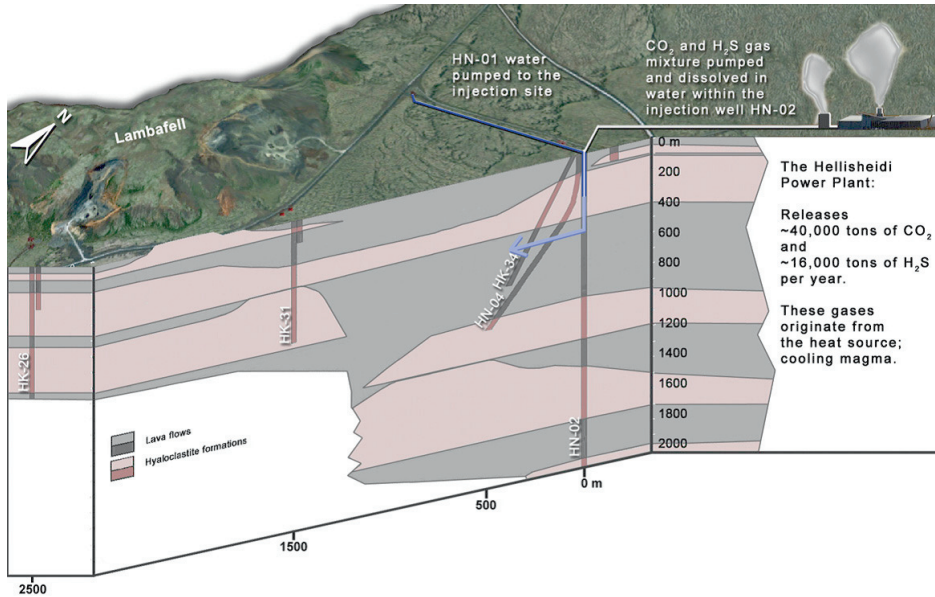 N
Lambafell
HN-01 water
pumped to the
injection site
CO₂ and H₂S gas
mixture pumped
and dissolved in
water within the
injection well HN-02
The Hellisheidi
Power Plant:
Releases
~40,000 tons of CO₂
and
~16,000 tons of H₂S
per year.
These gases
originate from
the heat source;
cooling magma.
0 m
200
400
600
800
1000
1200
1400
1600
1800
2000
HK-26
HK-31
HN-04
HK-34
HN-02
Lava flows
Hyaloclastite formations
2500
1500
500
0 m